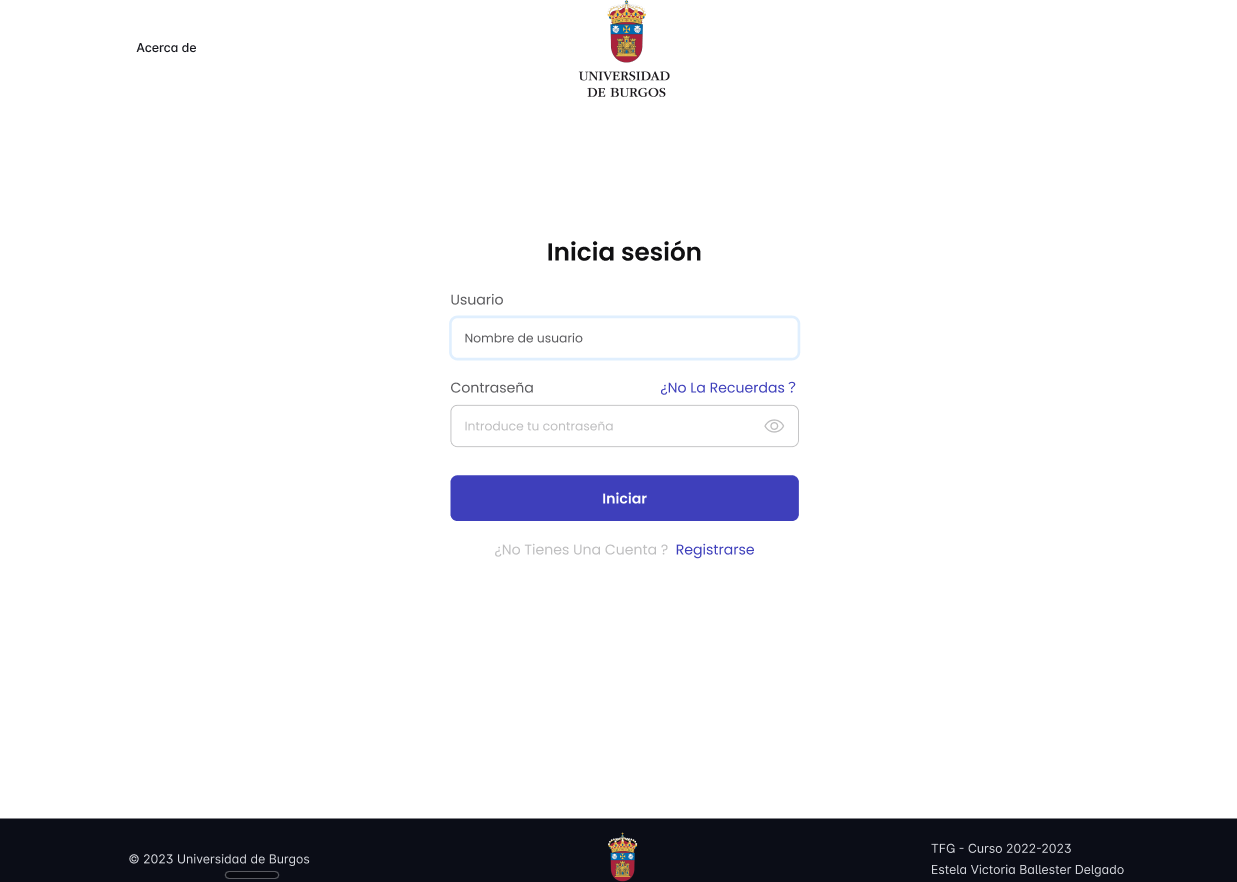 Acerca de
UNIVERSIDAD
DE BURGOS
Inicia sesión
Usuario
Nombre de usuario
Contraseña ¿No La Recuerdas ?
Introduce tu contraseña
Iniciar
¿No Tienes Una Cuenta ? Registrarse
© 2023 Universidad de Burgos
TFG - Curso 2022-2023
Estela Victoria Ballester Delgado